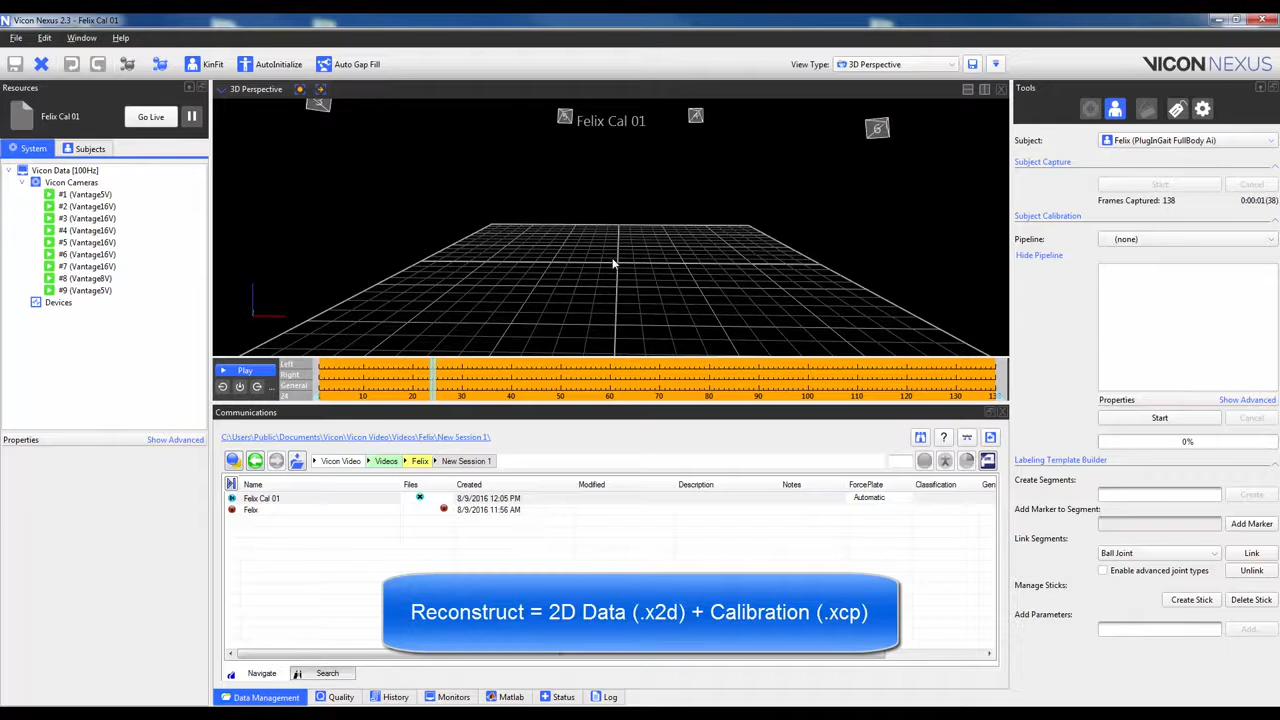 Vicon Nexus 2.3 - Felix Cal 01
File Edit Window Help
KinFit AutoInitialize Auto Gap Fill View Type: 3D Perspective VICON NEXUS
Resources
Felix Cal 01 Go Live
System Subjects
Vicon Data [100Hz]
Vicon Cameras
#1 (Vantage5V)
#2 (Vantage16V)
#3 (Vantage16V)
#4 (Vantage16V)
#5 (Vantage16V)
#6 (Vantage16V)
#7 (Vantage16V)
#8 (Vantage8V)
#9 (Vantage5V)
Devices
Properties Show Advanced
3D Perspective
Felix Cal 01
Play
Left
Right
General
24 10 20 30 40 50 60 70 80 90 100 110 120
Communications
C:\Users\Public\Documents\Vicon\Vicon Video\Videos\Felix\New Session 1\
Vicon Video Videos Felix New Session 1
Name Files Created Modified Description Notes ForcePlate Classification Gen
Felix Cal 01 8/9/2016 12:05 PM Automatic
Felix 8/9/2016 11:56 AM
Reconstruct = 2D Data (.x2d) + Calibration (.xcp)
Navigate Search
Data Management Quality History Monitors Matlab Status Log
Tools
Subject: Felix (PlugInGait FullBody Ai)
Subject Capture
Start Cancel
Frames Captured: 138 0:00:01(38)
Subject Calibration
Pipeline: (none)
Hide Pipeline
Properties Show Advanced
Start Cancel
0%
Labeling Template Builder
Create Segments:
Create
Add Marker to Segment:
Add Marker
Link Segments:
Ball Joint Link
Enable advanced joint types Unlink
Manage Sticks:
Create Stick Delete Stick
Add Parameters:
Add...